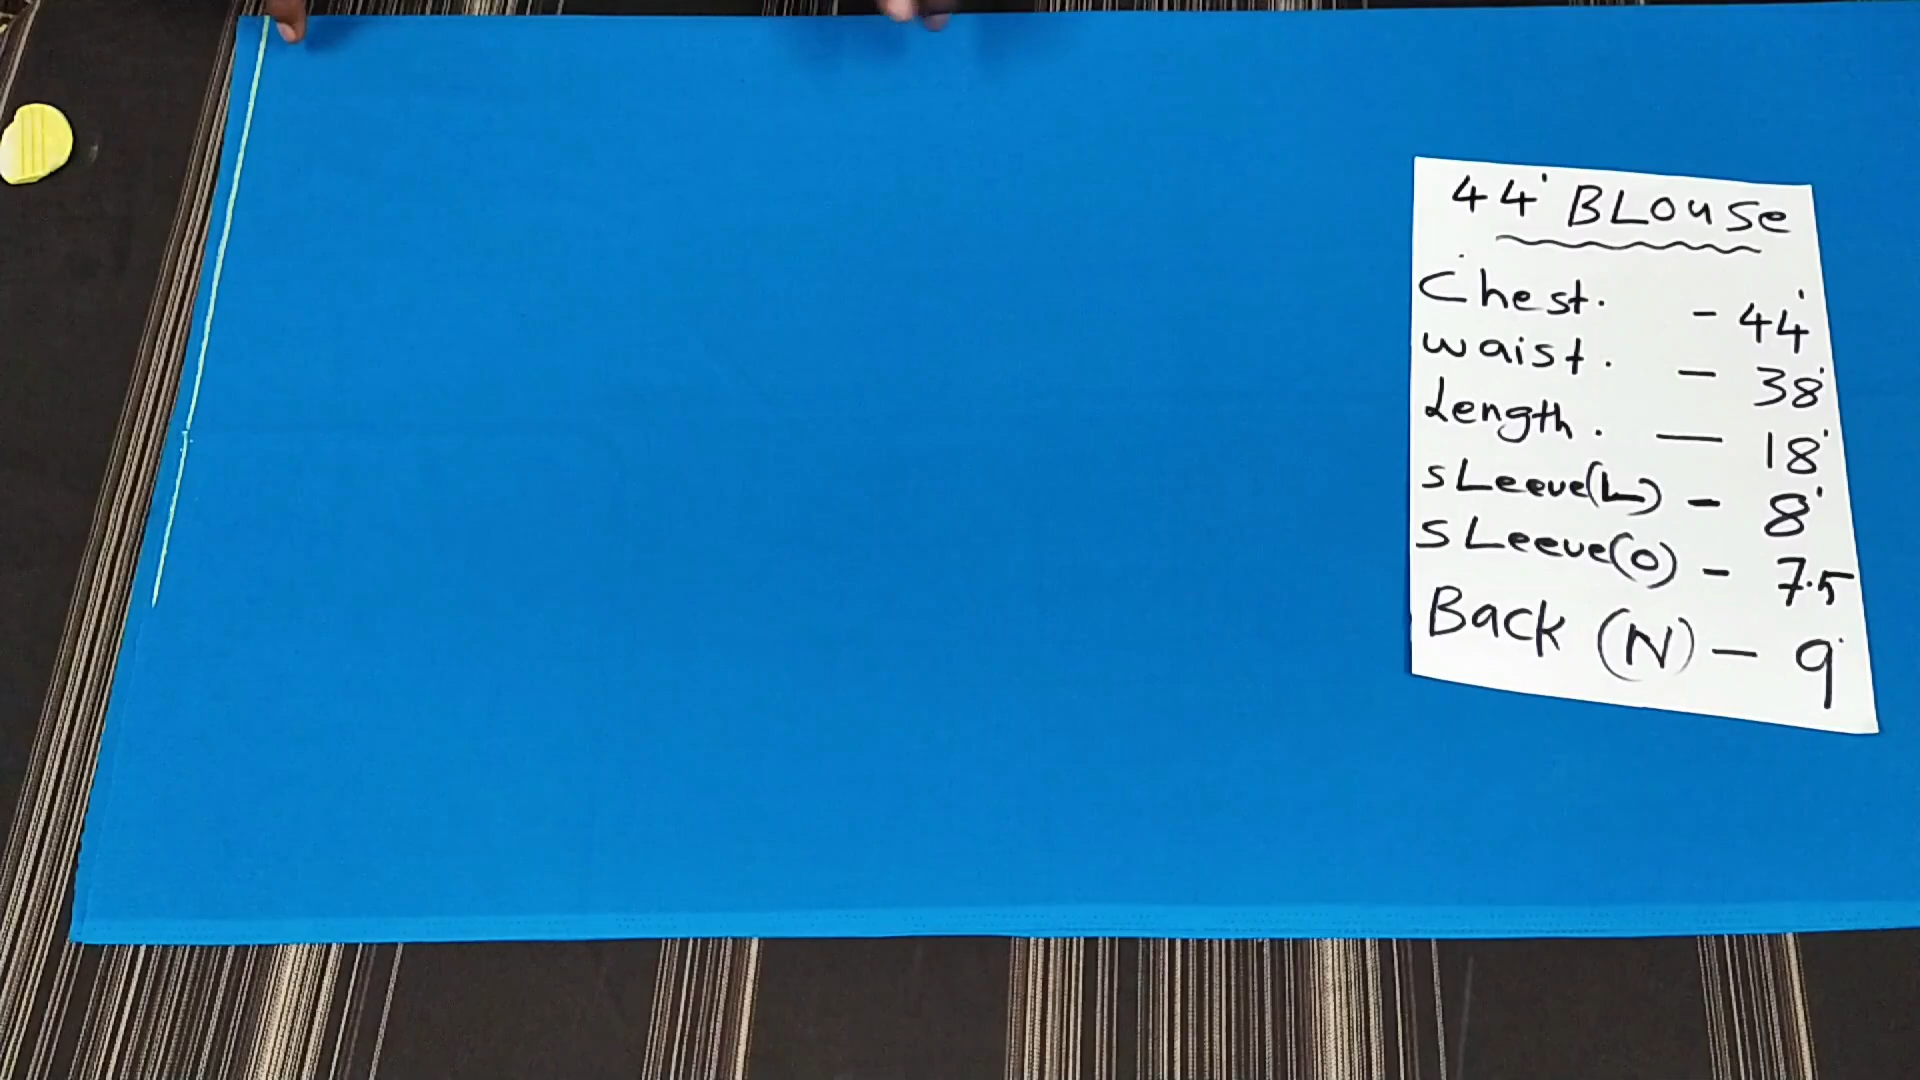 44' BLouse
Chest. - 44'
waist. - 38'
Length. - 18'
sLeeve(L) - 8'
sLeeve(o) - 7.5
Back (N) - 9'